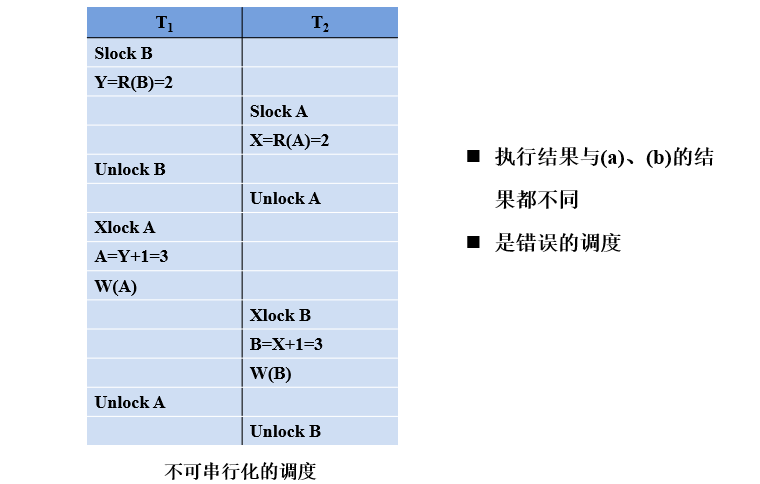 T1 T2
Slock B
Y=R(B)=2
Slock A
X=R(A)=2
Unlock B
Unlock A
Xlock A
A=Y+1=3
W(A)
Xlock B
B=X+1=3
W(B)
Unlock A
Unlock B
不可串行化的调度
■ 执行结果与(a)、(b)的结
果都不同
■ 是错误的调度